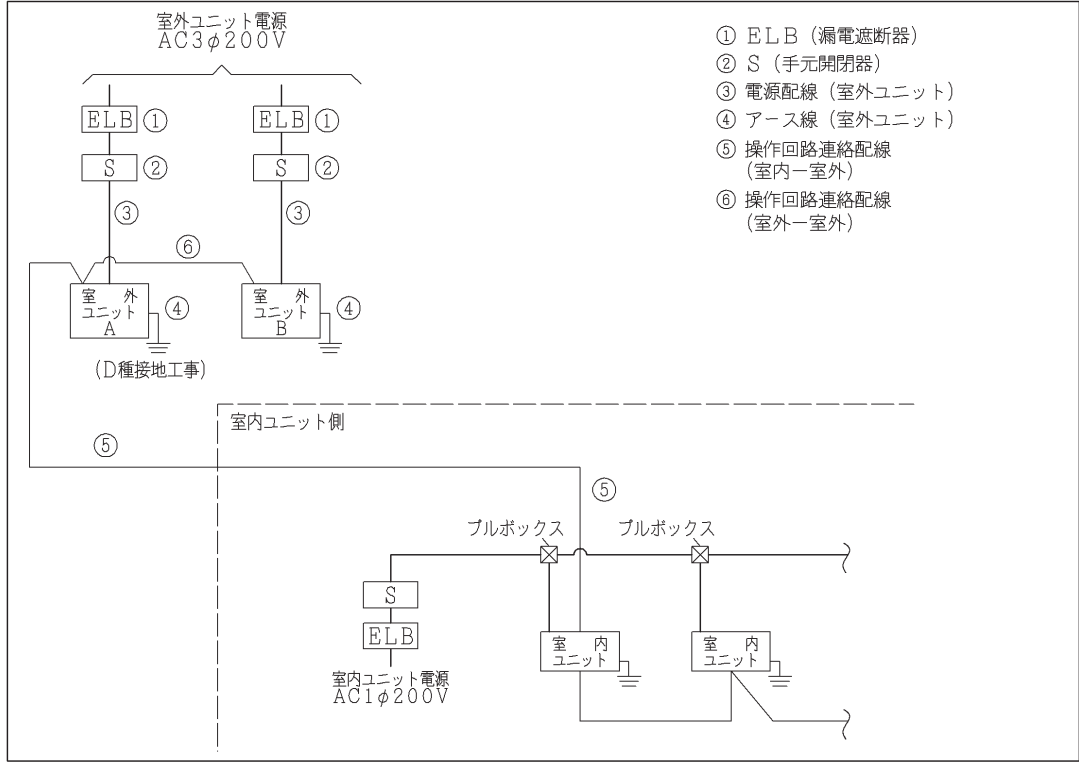 室外ユニット電源
AC3φ200V
ELB ①
ELB ①
S ②
S ②
③
③
⑥
室 外
ユニット
A
④
室 外
ユニット
B
④
(D種接地工事)
① ELB (漏電遮断器)
② S (手元開閉器)
③ 電源配線 (室外ユニット)
④ アース線 (室外ユニット)
⑤ 操作回路連絡配線
(室内ー室外)
⑥ 操作回路連絡配線
(室外ー室外)
室内ユニット側
⑤
⑤
プルボックス
プルボックス
S
ELB
室内ユニット電源
AC1φ200V
室 内
ユニット
室 内
ユニット